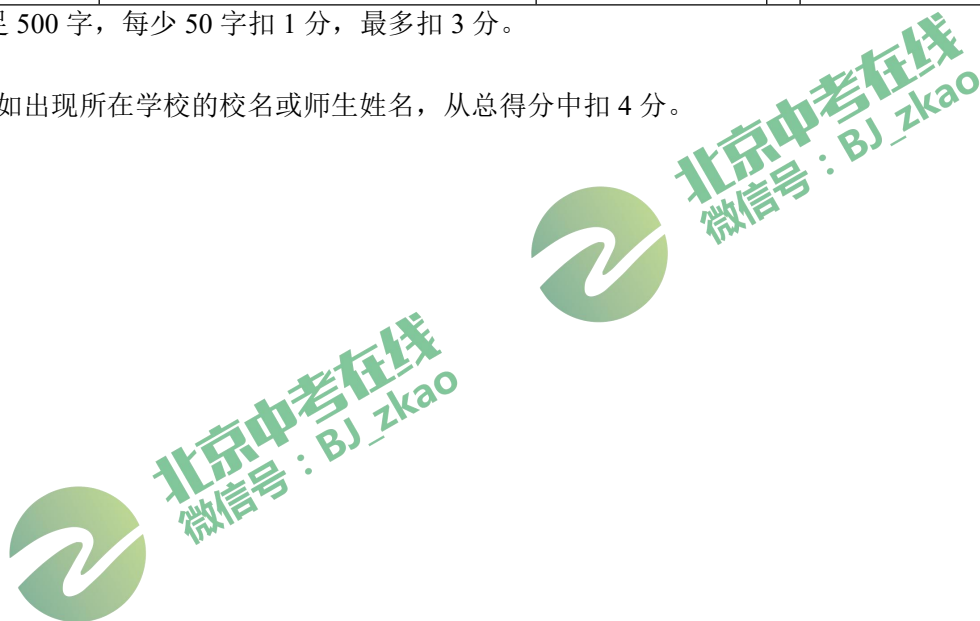 500 字，每少 50 字扣 1 分，最多扣 3 分。
如出现所在学校的校名或师生姓名，从总得分中扣 4 分。
北京中考在线
微信号：BJ_zkao
北京中考在线
微信号：BJ_zkao